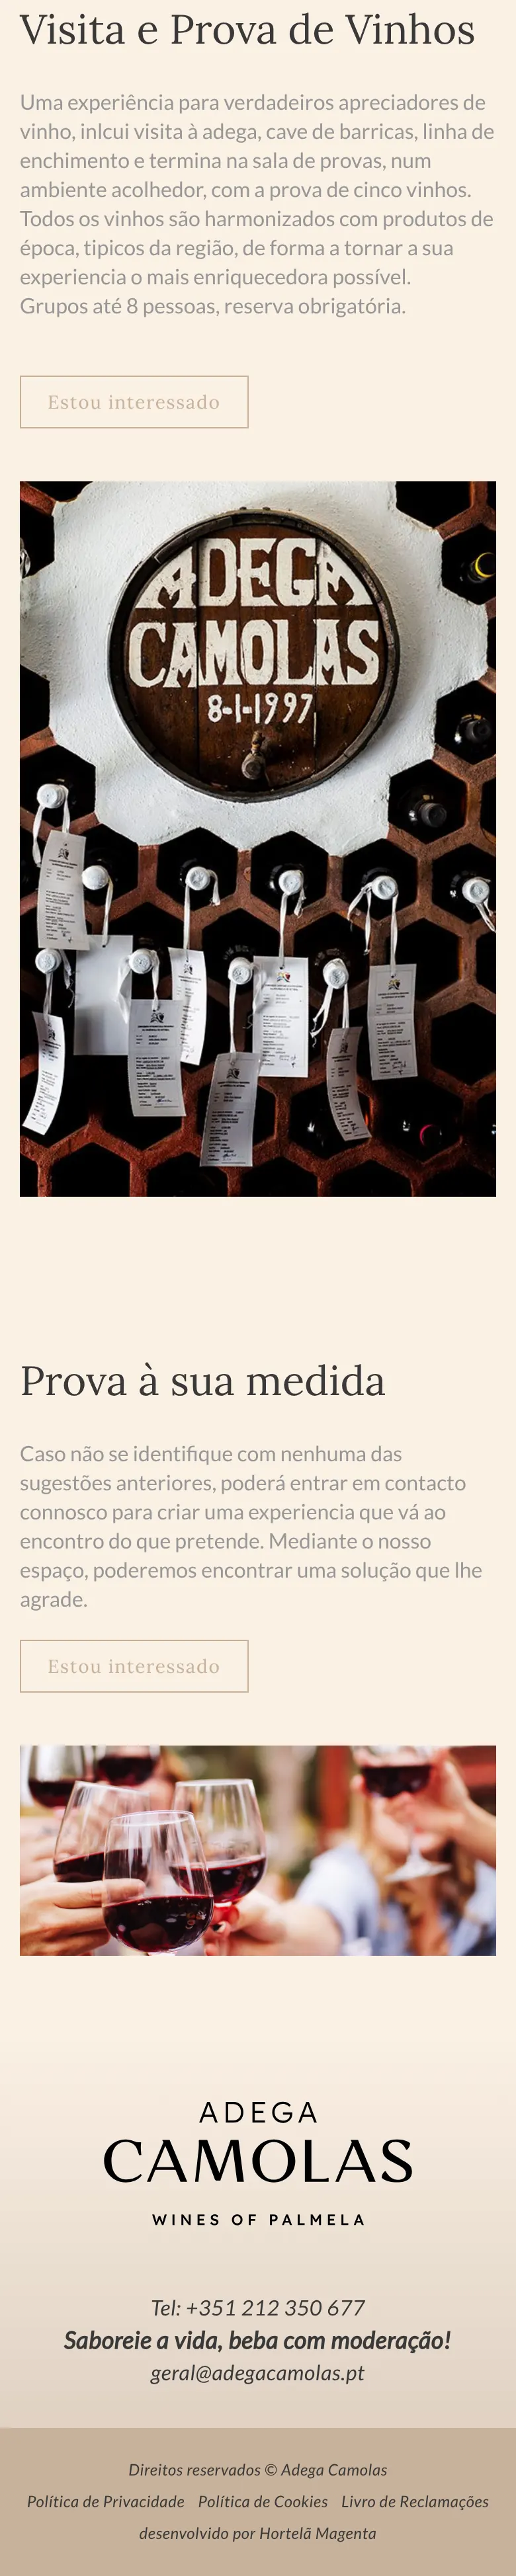 Visita e Prova de Vinhos
Uma experiência para verdadeiros apreciadores de
vinho, inlcui visita à adega, cave de barricas, linha de
enchimento e termina na sala de provas, num
ambiente acolhedor, com a prova de cinco vinhos.
Todos os vinhos são harmonizados com produtos de
época, tipicos da região, de forma a tornar a sua
experiencia o mais enriquecedora possível.
Grupos até 8 pessoas, reserva obrigatória.
Estou interessado
ADEGA
CAMOLAS
8-1-1997
Prova à sua medida
Caso não se identifique com nenhuma das
sugestões anteriores, poderá entrar em contacto
connosco para criar uma experiencia que vá ao
encontro do que pretende. Mediante o nosso
espaço, poderemos encontrar uma solução que lhe
agrade.
Estou interessado
ADEGA
CAMOLAS
WINES OF PALMELA
Tel: +351 212 350 677
Saboreie a vida, beba com moderação!
geral@adegacamolas.pt
Direitos reservados © Adega Camolas
Política de Privacidade Política de Cookies Livro de Reclamações
desenvolvido por Hortelã Magenta